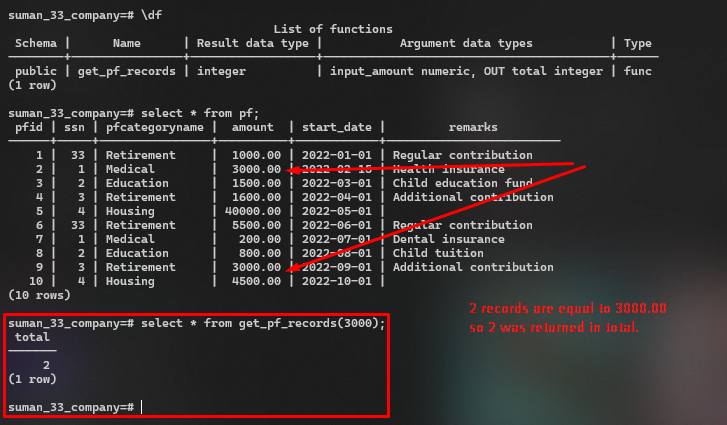 suman_33_company=# \df
List of functions
Schema | Name | Result data type | Argument data types | Type
public | get_pf_records | integer | input_amount numeric, OUT total integer | func
(1 row)
suman_33_company=# select * from pf;
pfid | ssn | pfcategoryname | amount | start_date | remarks
1 | 33 | Retirement | 1000.00 | 2022-01-01 | Regular contribution
2 | 1 | Medical | 3000.00 | 2022-02-15 | Health insurance
3 | 2 | Education | 1500.00 | 2022-03-01 | Child education fund
4 | 3 | Retirement | 1600.00 | 2022-04-01 | Additional contribution
5 | 4 | Housing | 40000.00 | 2022-05-01 |
6 | 33 | Retirement | 5500.00 | 2022-06-01 | Regular contribution
7 | 1 | Medical | 200.00 | 2022-07-01 | Dental insurance
8 | 2 | Education | 800.00 | 2022-08-01 | Child tuition
9 | 3 | Retirement | 3000.00 | 2022-09-01 | Additional contribution
10 | 4 | Housing | 4500.00 | 2022-10-01 |
(10 rows)
2 records are equal to 3000.00
so 2 was returned in total.
suman_33_company=# select * from get_pf_records(3000);
total
2
(1 row)
suman_33_company=#